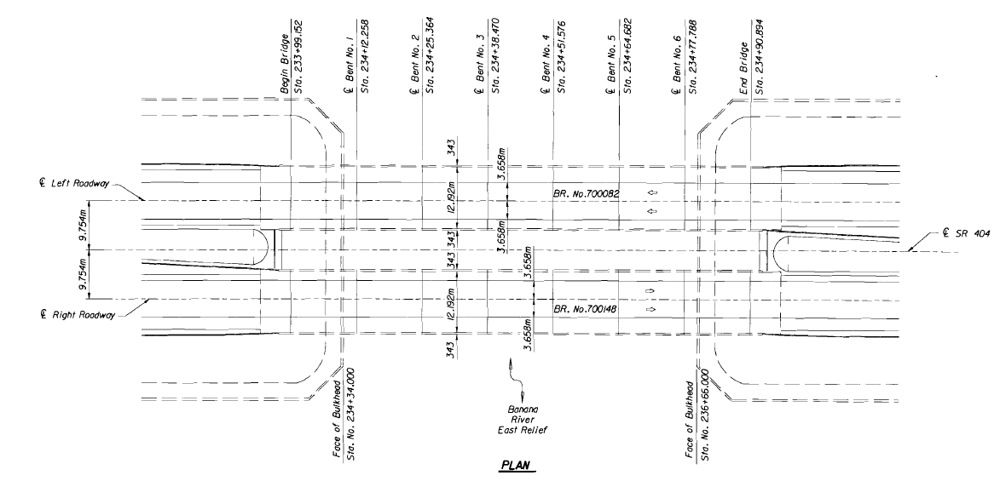 Begin Bridge
Sta. 233+99.152
℄ Bent No. 1
Sta. 234+12.258
℄ Bent No. 2
Sta. 234+25.364
℄ Bent No. 3
Sta. 234+38.470
℄ Bent No. 4
Sta. 234+51.576
℄ Bent No. 5
Sta. 234+64.682
℄ Bent No. 6
Sta. 234+77.788
End Bridge
Sta. 234+90.894
343
3.658m
℄ Left Roadway
BR. No.700082
12.192m
9.754m
3.658m
343
℄ SR 404
343
3.658m
9.754m
12.192m
BR. No.700148
℄ Right Roadway
3.658m
343
Face of Bulkhead
Sta. No. 234+34.000
Face of Bulkhead
Sta. No. 236+66.000
Banana
River
East Relief
PLAN